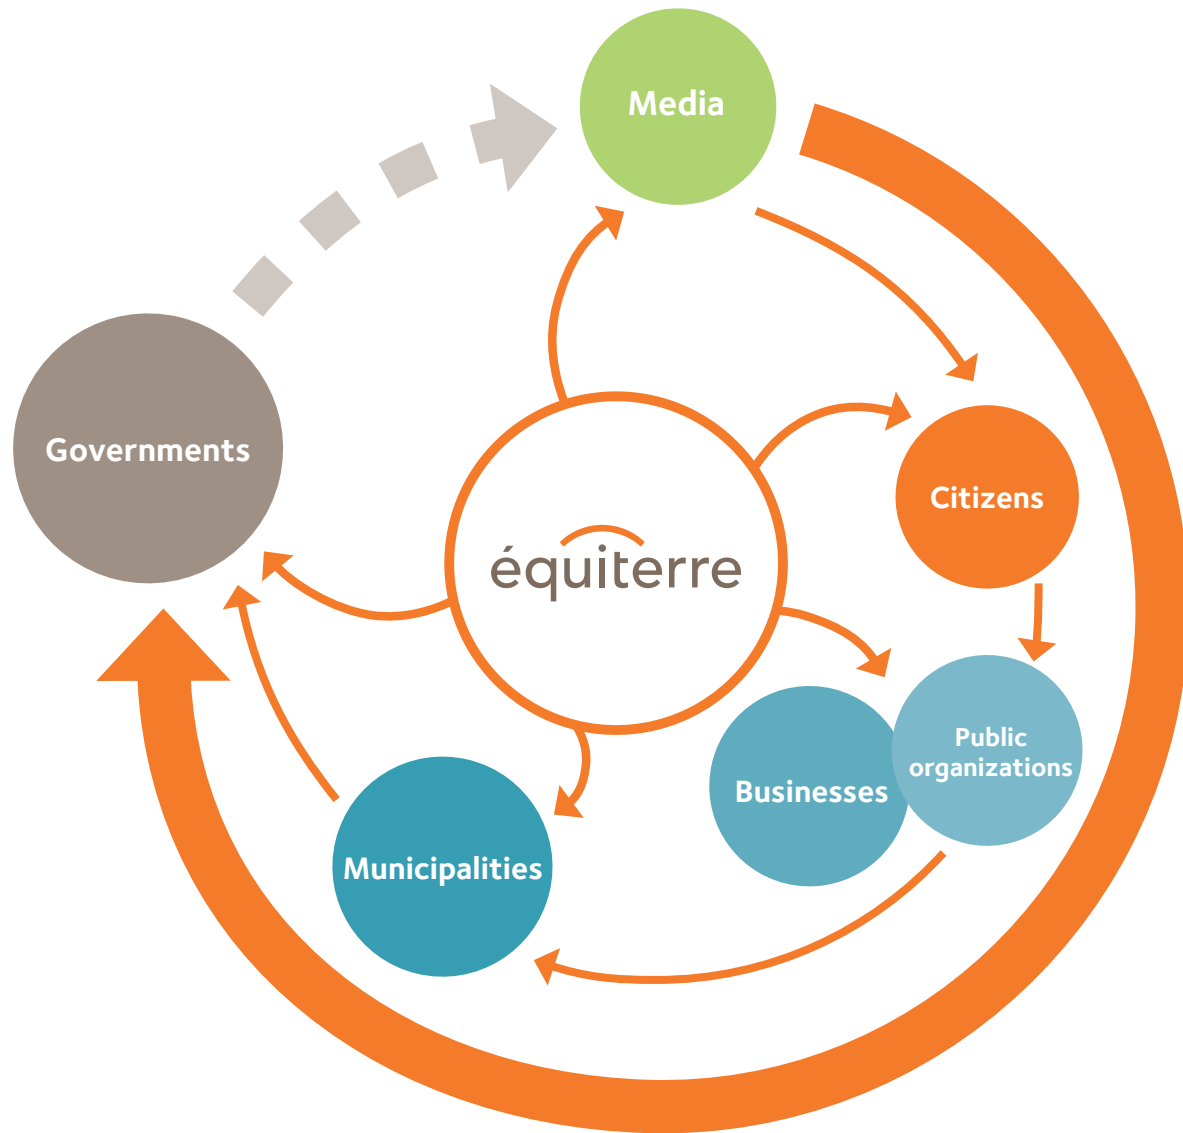 Media
Governments
Citizens
équiterre
Public
organizations
Businesses
Municipalities